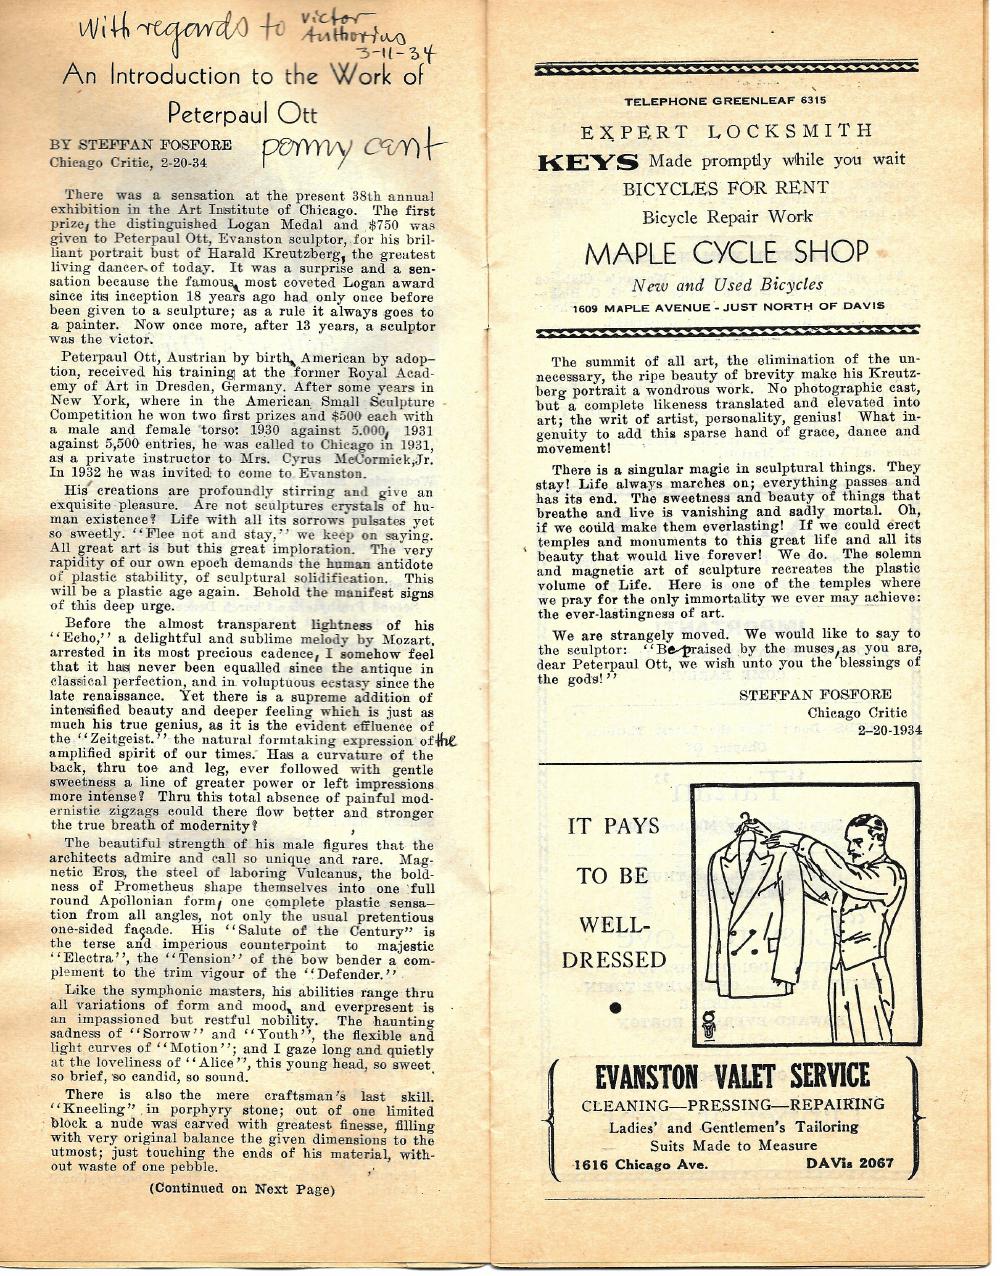 With regards to Victor
Authorius
3-11-34
An Introduction to the Work of
Peterpaul Ott
BY STEFFAN FOSFORE
Chicago Critic, 2-20-34
penny cent
There was a sensation at the present 38th annual
exhibition in the Art Institute of Chicago. The first
prize, the distinguished Logan Medal and $750 was
given to Peterpaul Ott, Evanston sculptor, for his bril-
liant portrait bust of Harald Kreutzberg, the greatest
living dancer of today. It was a surprise and a sen-
sation because the famous, most coveted Logan award
since its inception 18 years ago had only once before
been given to a sculpture; as a rule it always goes to
a painter. Now once more, after 13 years, a sculptor
was the victor.
Peterpaul Ott, Austrian by birth, American by adop-
tion, received his training at the former Royal Acad-
emy of Art in Dresden, Germany. After some years in
New York, where in the American Small Sculpture
Competition he won two first prizes and $500 each with
a male and female torso: 1930 against 5.000, 1931
against 5,500 entries, he was called to Chicago in 1931,
as a private instructor to Mrs. Cyrus McCormick,Jr.
In 1932 he was invited to come to Evanston.
His creations are profoundly stirring and give an
exquisite pleasure. Are not sculptures crystals of hu-
man existence? Life with all its sorrows pulsates yet
so sweetly. "Flee not and stay," we keep on saying.
All great art is but this great imploration. The very
rapidity of our own epoch demands the human antidote
of plastic stability, of sculptural solidification. This
will be a plastic age again. Behold the manifest signs
of this deep urge.
Before the almost transparent lightness of his
"Echo," a delightful and sublime melody by Mozart,
arrested in its most precious cadence, I somehow feel
that it has never been equalled since the antique in
classical perfection, and in voluptuous ecstasy since the
late renaissance. Yet there is a supreme addition of
intensified beauty and deeper feeling which is just as
much his true genius, as it is the evident effluence of
the "Zeitgeist." the natural formtaking expression of the
amplified spirit of our times. Has a curvature of the
back, thru toe and leg, ever followed with gentle
sweetness a line of greater power or left impressions
more intense? Thru this total absence of painful mod-
ernistic zigzags could there flow better and stronger
the true breath of modernity?
The beautiful strength of his male figures that the
architects admire and call so unique and rare. Mag-
netic Eros, the steel of laboring Vulcanus, the bold-
ness of Prometheus shape themselves into one full
round Apollonian form, one complete plastic sensa-
tion from all angles, not only the usual pretentious
one-sided façade. His "Salute of the Century" is
the terse and imperious counterpoint to majestic
"Electra", the "Tension" of the bow bender a com-
plement to the trim vigour of the "Defender."
Like the symphonic masters, his abilities range thru
all variations of form and mood, and everpresent is
an impassioned but restful nobility. The haunting
sadness of "Sorrow" and "Youth", the flexible and
light curves of "Motion"; and I gaze long and quietly
at the loveliness of "Alice", this young head, so sweet
so brief, so candid, so sound.
There is also the mere craftsman's last skill.
"Kneeling" in porphyry stone; out of one limited
block a nude was carved with greatest finesse, filling
with very original balance the given dimensions to the
utmost; just touching the ends of his material, with-
out waste of one pebble.
(Continued on Next Page)
TELEPHONE GREENLEAF 6315
EXPERT LOCKSMITH
KEYS Made promptly while you wait
BICYCLES FOR RENT
Bicycle Repair Work
MAPLE CYCLE SHOP
New and Used Bicycles
1609 MAPLE AVENUE - JUST NORTH OF DAVIS
The summit of all art, the elimination of the un-
necessary, the ripe beauty of brevity make his Kreutz-
berg portrait a wondrous work. No photographic cast,
but a complete likeness translated and elevated into
art; the writ of artist, personality, genius! What in-
genuity to add this sparse hand of grace, dance and
movement!
There is a singular magic in sculptural things. They
stay! Life always marches on; everything passes and
has its end. The sweetness and beauty of things that
breathe and live is vanishing and sadly mortal. Oh,
if we could make them everlasting! If we could erect
temples and monuments to this great life and all its
beauty that would live forever! We do. The solemn
and magnetic art of sculpture recreates the plastic
volume of Life. Here is one of the temples where
we pray for the only immortality we ever may achieve:
the ever-lastingness of art.
We are strangely moved. We would like to say to
the sculptor: "Be praised by the muses, as you are,
dear Peterpaul Ott, we wish unto you the blessings of
the gods!"
STEFFAN FOSFORE
Chicago Critic
2-20-1934
IT PAYS
TO BE
WELL-
DRESSED
EVANSTON VALET SERVICE
CLEANING—PRESSING—REPAIRING
Ladies' and Gentlemen's Tailoring
Suits Made to Measure
1616 Chicago Ave. DAVis 2067